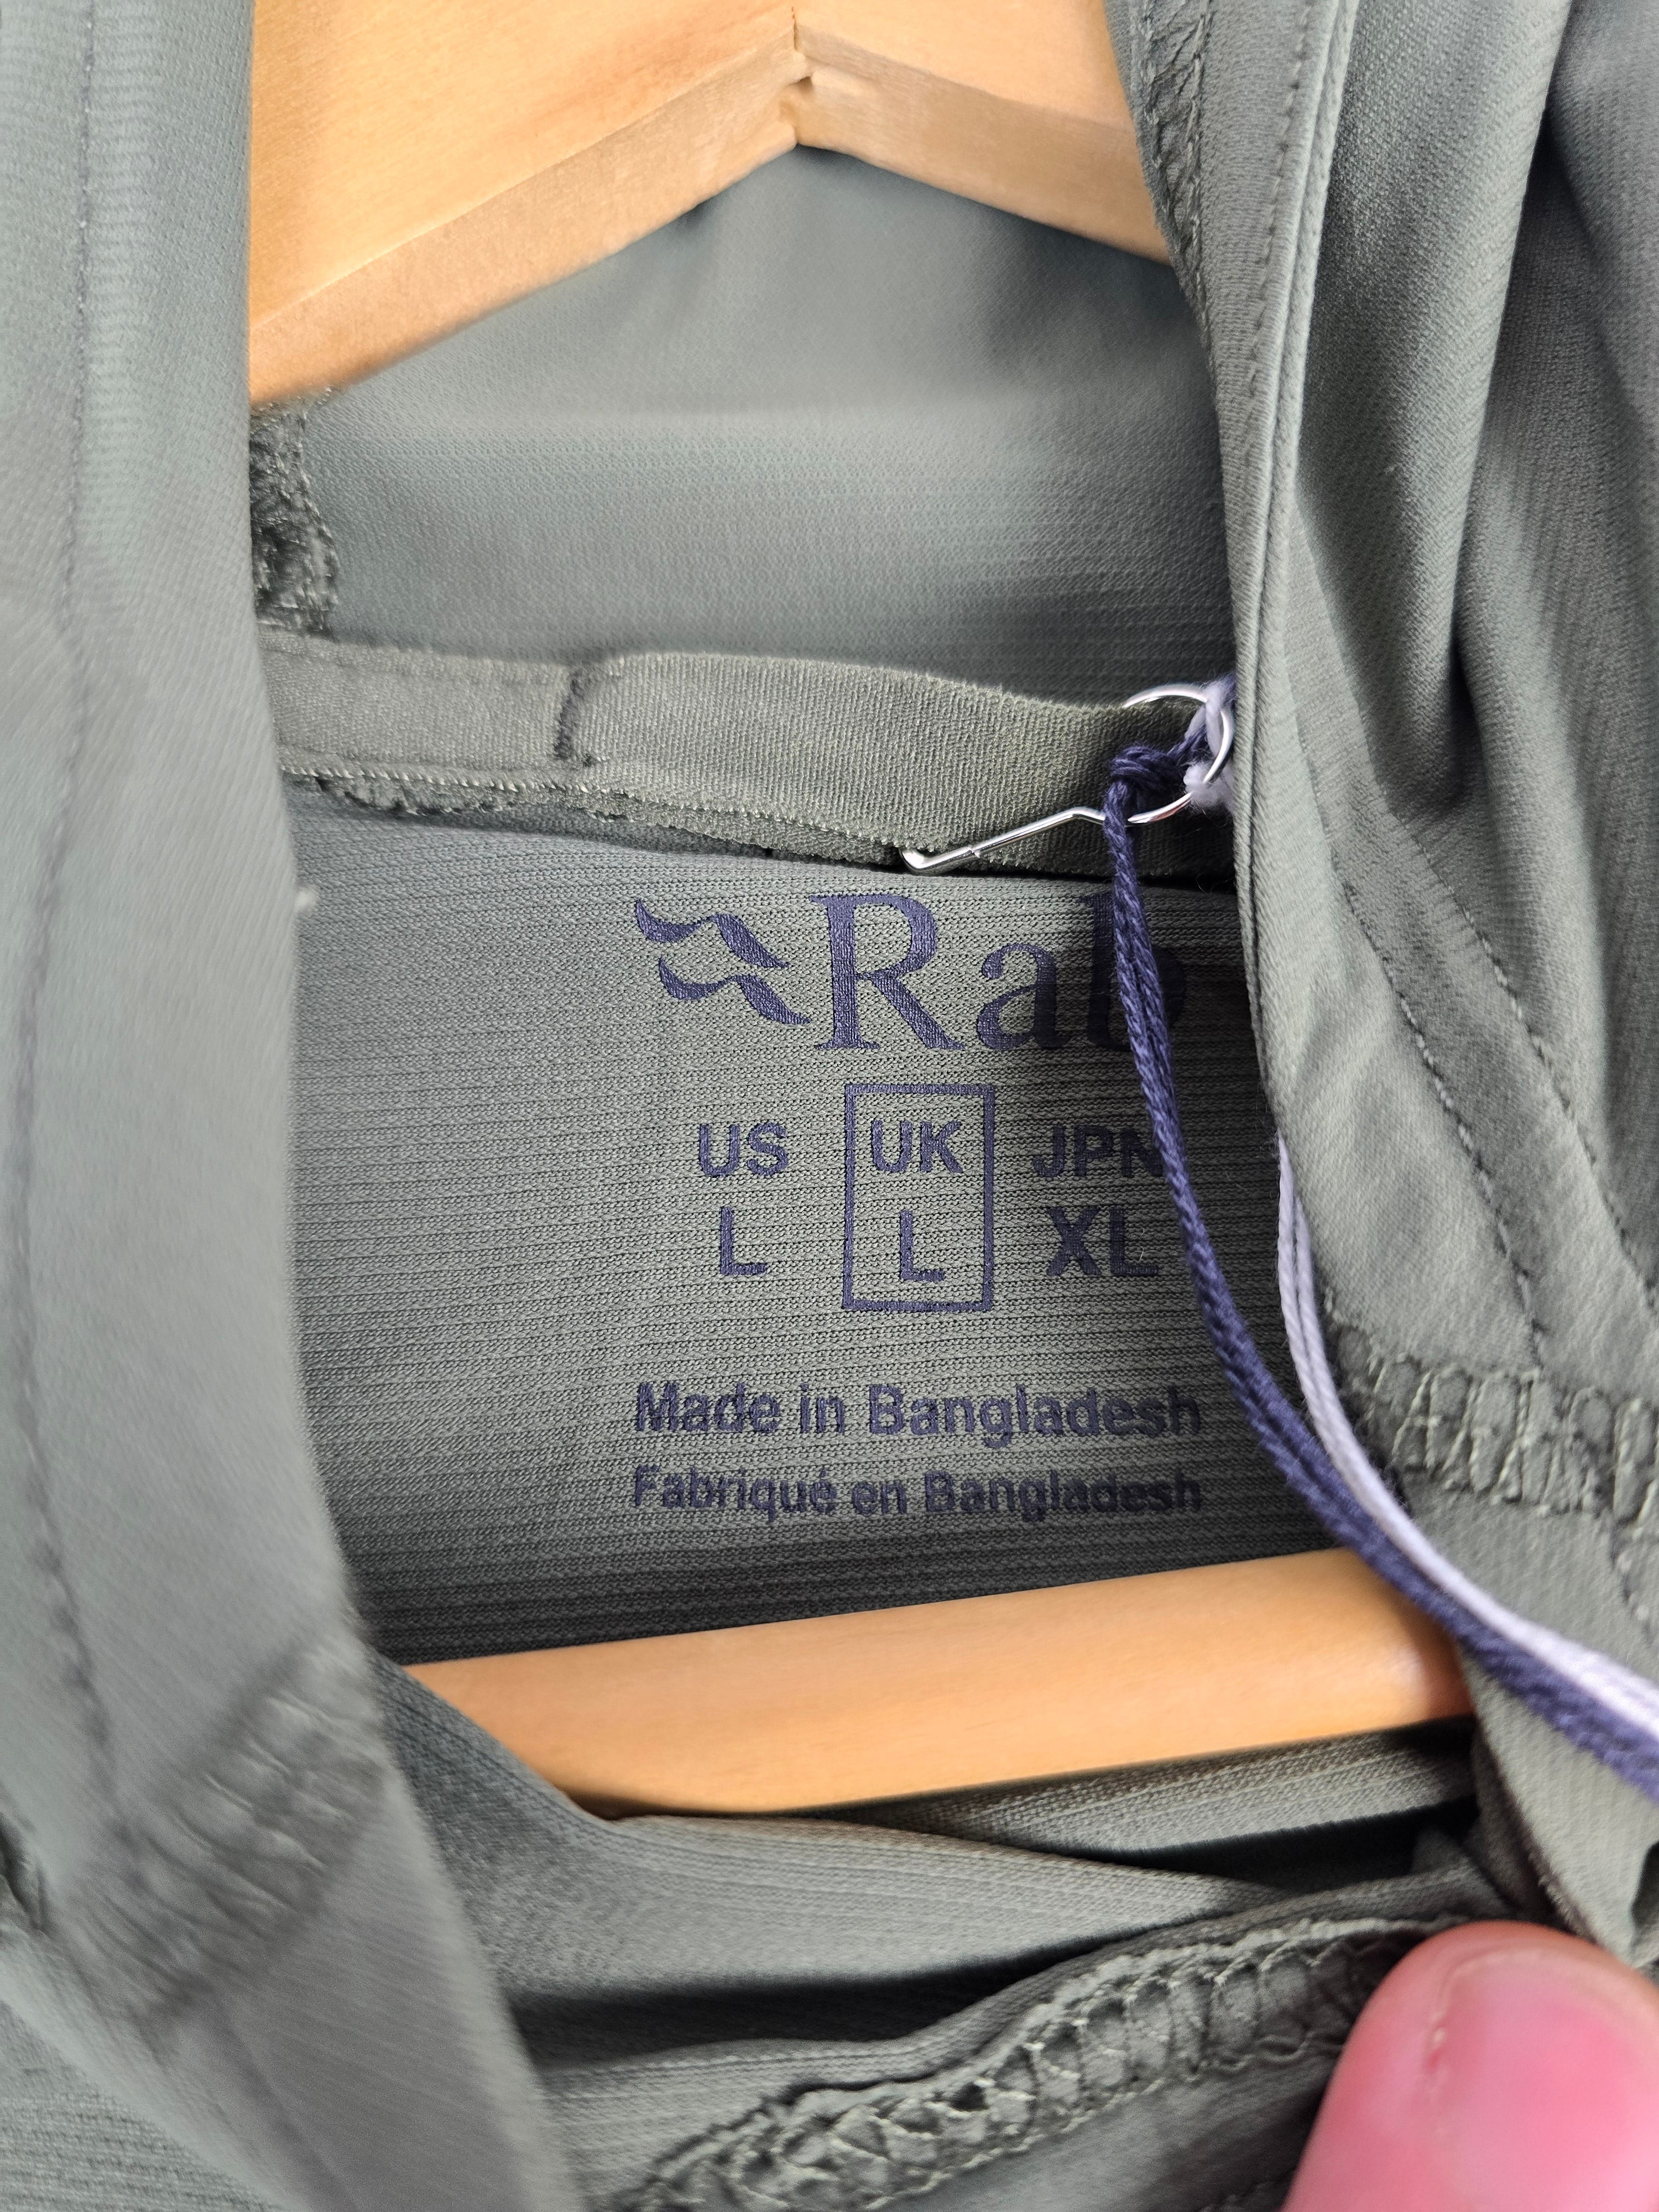 Rab
US UK JPN
L L XL
Made in Bangladesh
Fabriqué en Bangladesh